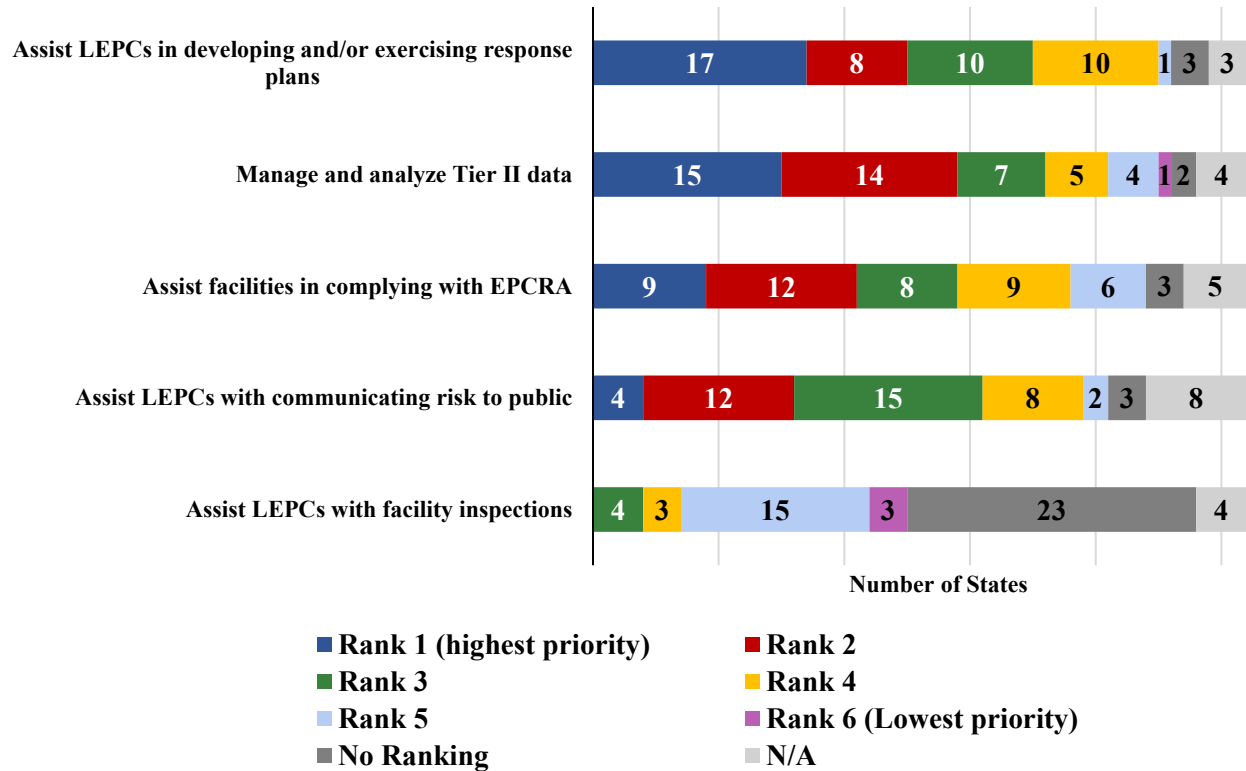 Assist LEPCs in developing and/or exercising response
plans
17 8 10 10 1 3 3
Manage and analyze Tier II data
15 14 7 5 4 1 2 4
Assist facilities in complying with EPCRA
9 12 8 9 6 3 5
Assist LEPCs with communicating risk to public
4 12 15 8 2 3 8
Assist LEPCs with facility inspections
4 3 15 3 23 4
Number of States
Rank 1 (highest priority)
Rank 2
Rank 3
Rank 4
Rank 5
Rank 6 (Lowest priority)
No Ranking
N/A